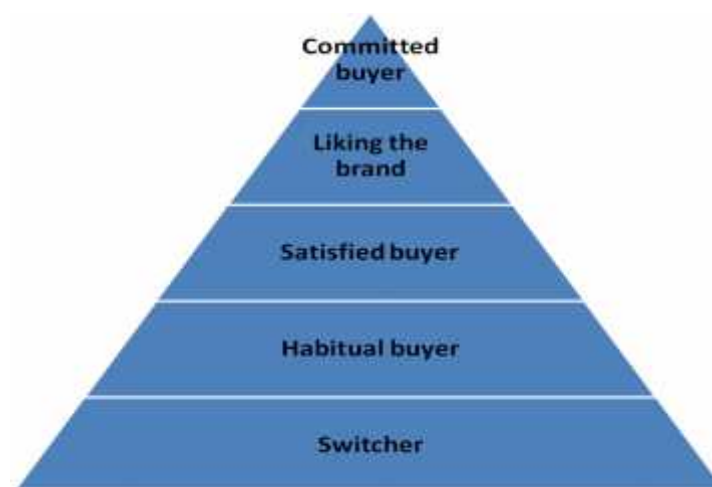 Committed
buyer
Liking the
brand
Satisfied buyer
Habitual buyer
Switcher